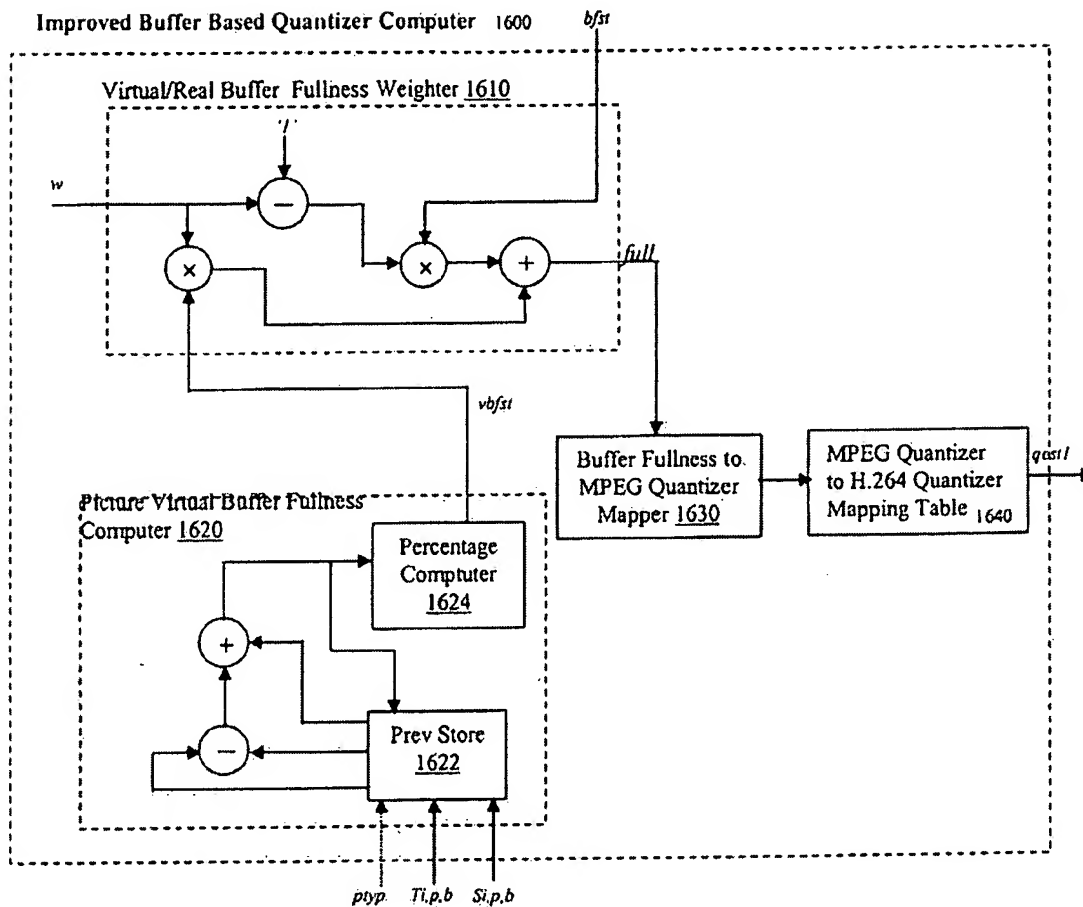 Improved Buffer Based Quantizer Computer 1600
bfst
Virtual/Real Buffer Fullness Weighter 1610
w
−
×
×
+
full
vbfst
Buffer Fullness to
MPEG Quantizer
Mapper 1630
MPEG Quantizer
to H.264 Quantizer
Mapping Table 1640
Picture Virtual Buffer Fullness
Computer 1620
Percentage
Comptuter
1624
+
−
Prev Store
1622
ptyp
Ti,p,b
Si,p,b